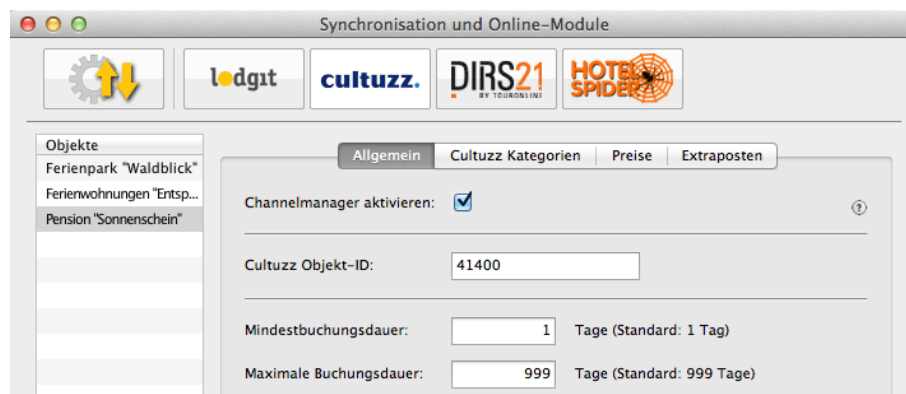 Synchronisation und Online-Module
lodgit
cultuzz.
DIRS21
BY TOURONLINE
HOTEL
SPIDER
Objekte
Ferienpark "Waldblick"
Ferienwohnungen "Entsp...
Pension "Sonnenschein"
Allgemein
Cultuzz Kategorien
Preise
Extraposten
Channelmanager aktivieren:
?
Cultuzz Objekt-ID:
41400
Mindestbuchungsdauer:
1
Tage (Standard: 1 Tag)
Maximale Buchungsdauer:
999
Tage (Standard: 999 Tage)